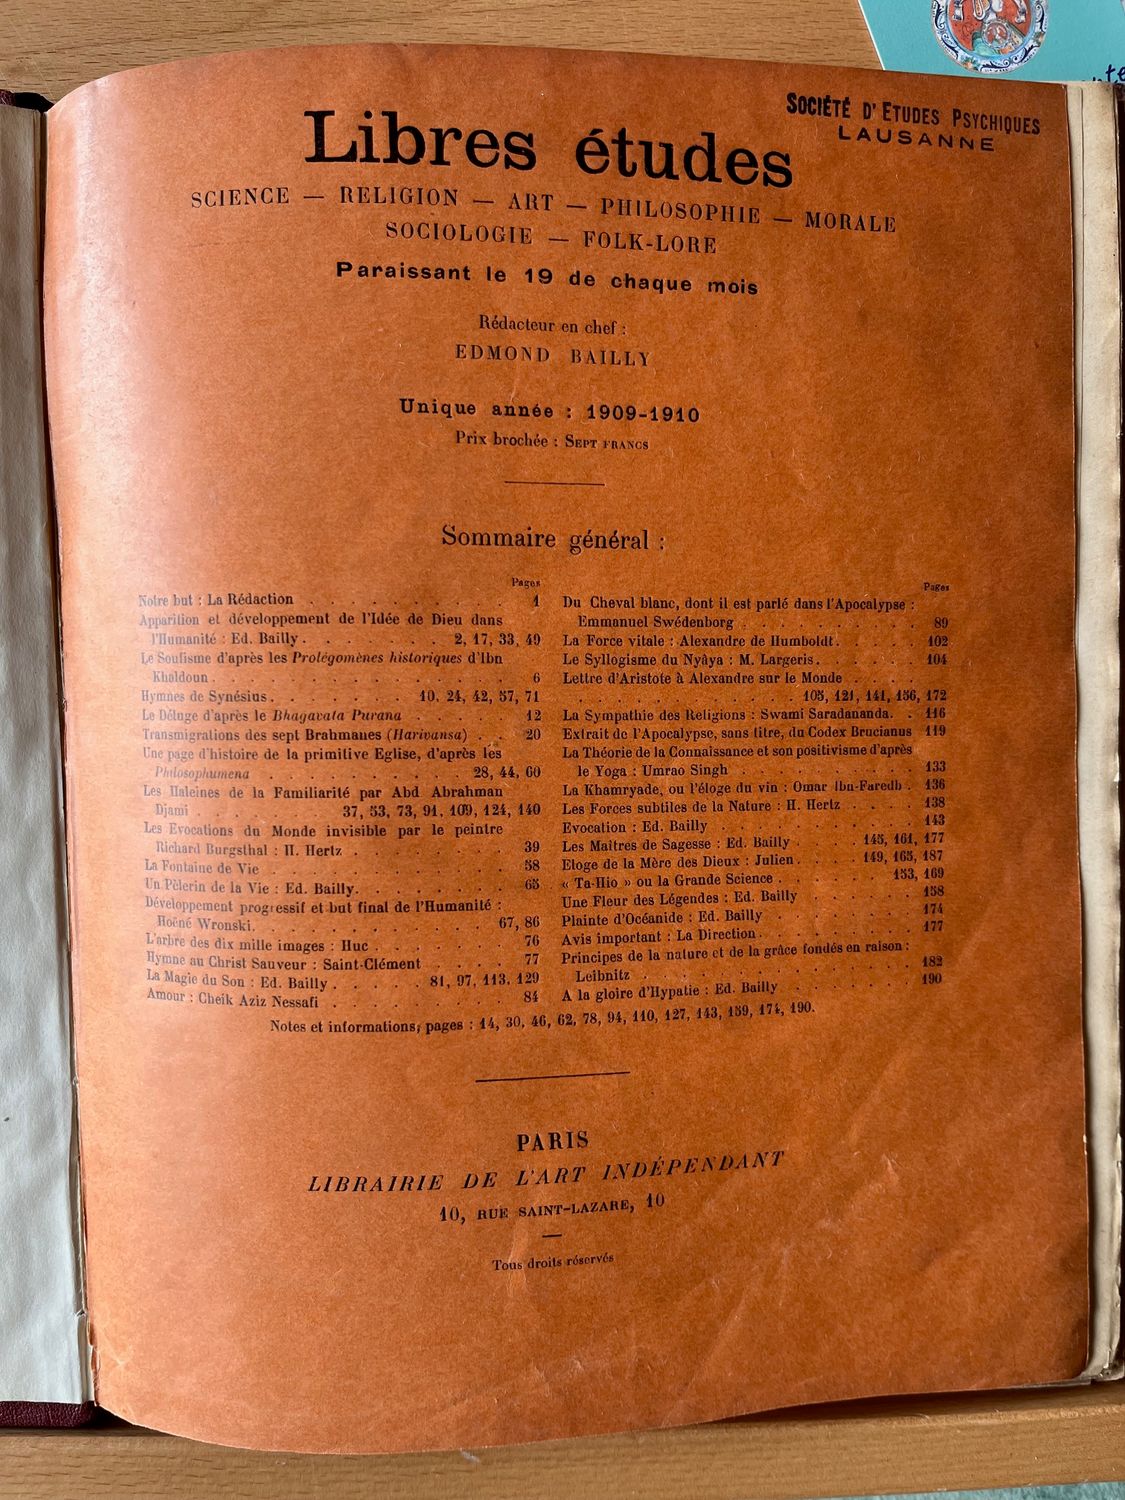 SOCIÉTÉ D'ETUDES PSYCHIQUES
LAUSANNE
Libres études
SCIENCE — RELIGION — ART — PHILOSOPHIE — MORALE
SOCIOLOGIE — FOLK-LORE
Paraissant le 19 de chaque mois
Rédacteur en chef :
EDMOND BAILLY
Unique année : 1909-1910
Prix brochée : SEPT FRANCS
Sommaire général :
Pages
Notre but : La Rédaction . . . . . . . . . . 1
Apparition et développement de l'Idée de Dieu dans
l'Humanité : Ed. Bailly . . . . . . . 2, 17, 33, 49
Le Soufisme d'après les Prolégomènes historiques d'Ibn
Khaldoun . . . . . . . . . . . . . . . . 6
Hymnes de Synésius . . . . . . . . 10, 24, 42, 57, 71
Le Déluge d'après le Bhagavata Purana . . . . . 12
Transmigrations des sept Brahmanes (Harivansa) . . 20
Une page d'histoire de la primitive Eglise, d'après les
Philosophumena . . . . . . . . . . 28, 44, 60
Les Haleines de la Familiarité par Abd Abrahman
Djami . . . . . . . 37, 53, 73, 91, 109, 124, 140
Les Evocations du Monde invisible par le peintre
Richard Burgsthal : H. Hertz . . . . . . . . 39
La Fontaine de Vie . . . . . . . . . . . . 58
Un Pèlerin de la Vie : Ed. Bailly. . . . . . . . 65
Développement progressif et but final de l'Humanité :
Hoëné Wronski. . . . . . . . . . . . . 67, 86
L'arbre des dix mille images : Huc . . . . . . . 76
Hymne au Christ Sauveur : Saint-Clément . . . . 77
La Magie du Son : Ed. Bailly . . . . . 81, 97, 113, 129
Amour : Cheik Aziz Nessafi . . . . . . . . . . 84
Pages
Du Cheval blanc, dont il est parlé dans l'Apocalypse :
Emmanuel Swédenborg . . . . . . . . . 89
La Force vitale : Alexandre de Humboldt . . . . . 102
Le Syllogisme du Nyâya : M. Largeris . . . . . . 104
Lettre d'Aristote à Alexandre sur le Monde . . . .
. . . . . . . . . . . 105, 121, 141, 156, 172
La Sympathie des Religions : Swami Saradananda. . 116
Extrait de l'Apocalypse, sans titre, du Codex Brucianus 119
La Théorie de la Connaissance et son positivisme d'après
le Yoga : Umrao Singh . . . . . . . . . 133
La Khamryade, ou l'éloge du vin : Omar Ibn-Faredh . 136
Les Forces subtiles de la Nature : H. Hertz . . . . 138
Evocation : Ed. Bailly . . . . . . . . . . . 143
Les Maîtres de Sagesse : Ed. Bailly . . . . 145, 161, 177
Eloge de la Mère des Dieux : Julien . . . . 149, 165, 187
« Ta-Hio » ou la Grande Science . . . . . . 153, 169
Une Fleur des Légendes : Ed. Bailly . . . . . . 158
Plainte d'Océanide : Ed. Bailly . . . . . . . . 174
Avis important : La Direction . . . . . . . . . 177
Principes de la nature et de la grâce fondés en raison :
Leibnitz . . . . . . . . . . . . . . . 182
A la gloire d'Hypatie : Ed. Bailly . . . . . . . 190
Notes et informations, pages : 14, 30, 46, 62, 78, 94, 110, 127, 143, 159, 174, 190.
PARIS
LIBRAIRIE DE L'ART INDÉPENDANT
10, RUE SAINT-LAZARE, 10
Tous droits réservés